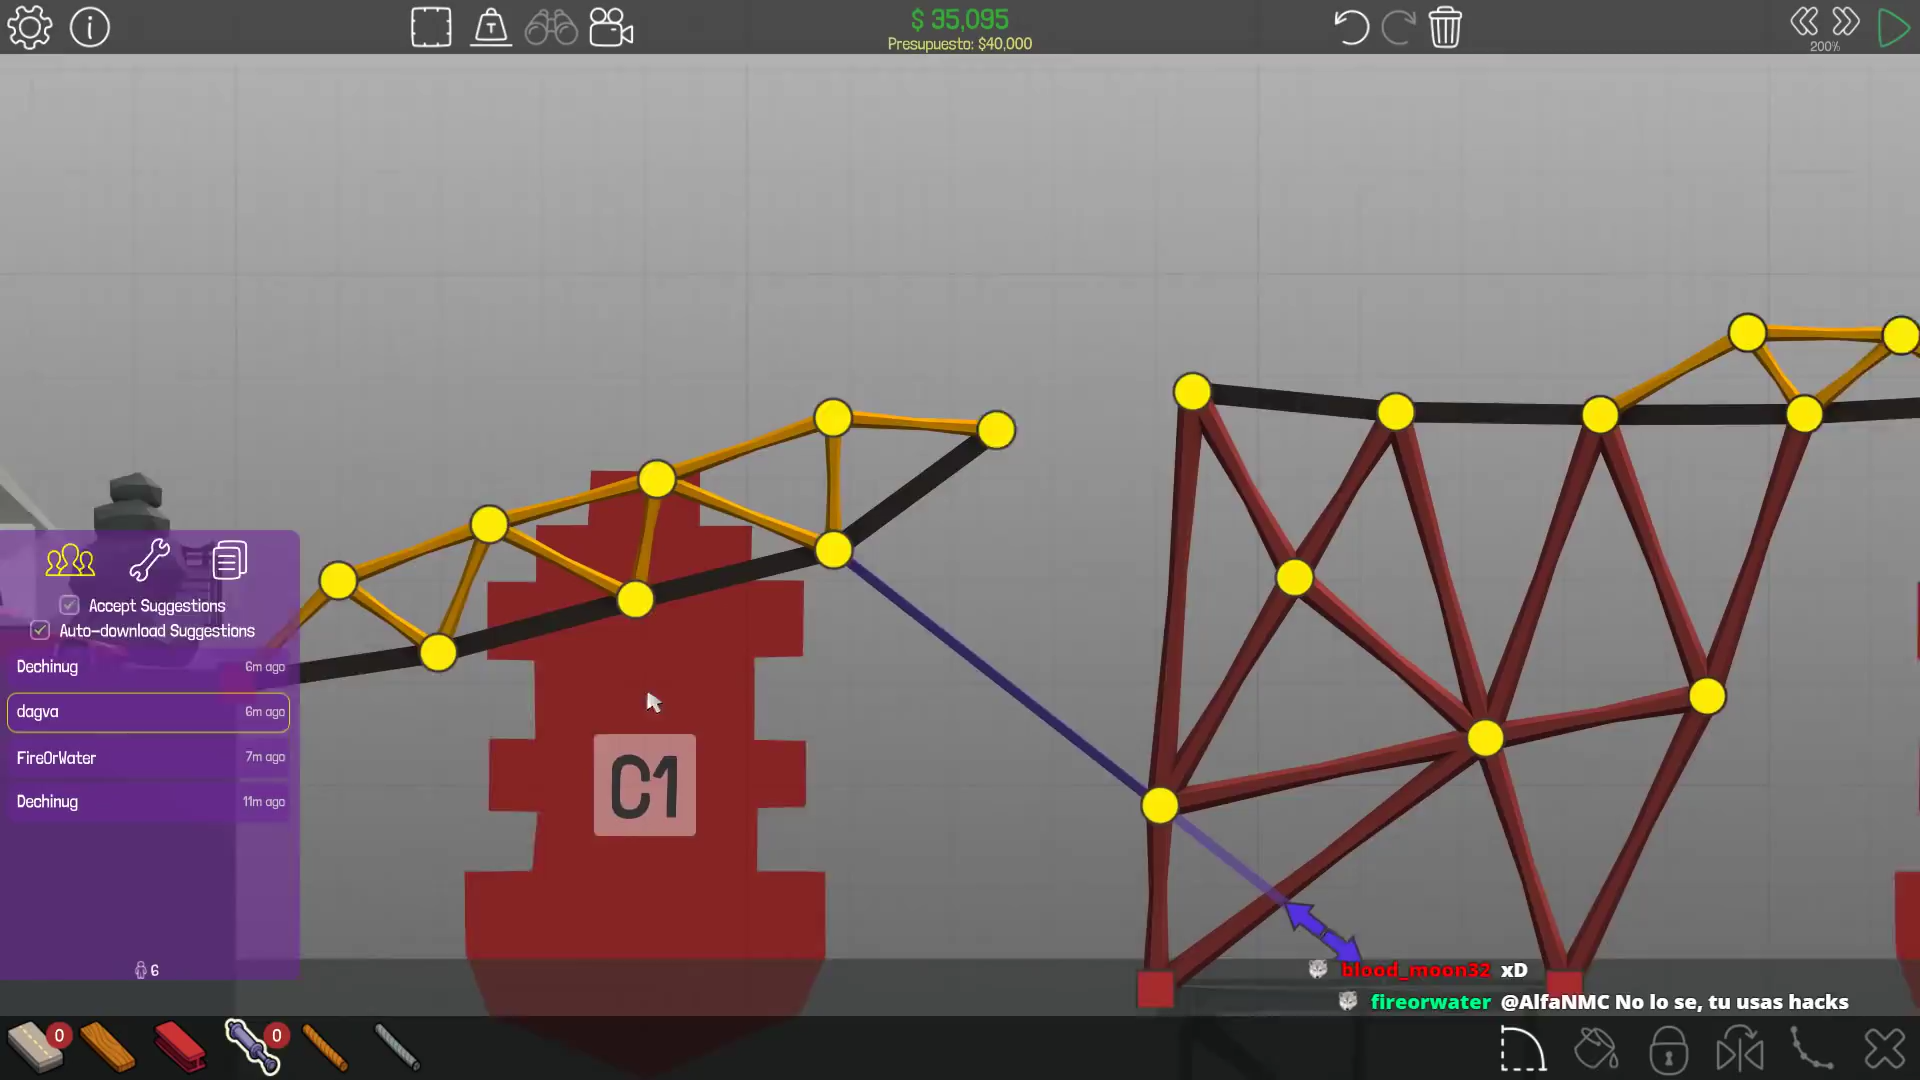 $ 35,095
Presupuesto: $40,000
200%
Accept Suggestions
Auto-download Suggestions
Dechinug 6m ago
dagva 6m ago
FireOrWater 7m ago
Dechinug 11m ago
6
C1
blood_moon32 xD
fireorwater @AlfaNMC No lo se, tu usas hacks
0
0